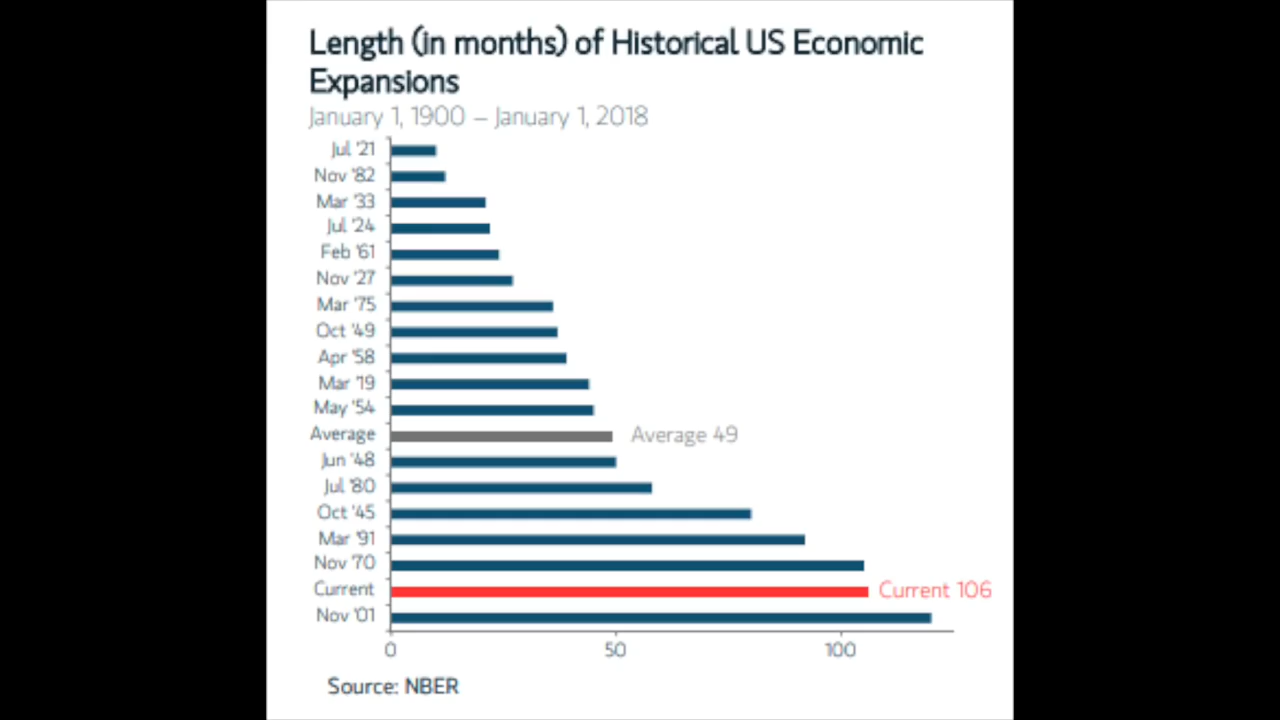 Length (in months) of Historical US Economic
Expansions
January 1, 1900 – January 1, 2018
Jul '21
Nov '82
Mar '33
Jul '24
Feb '61
Nov '27
Mar '75
Oct '49
Apr '58
Mar '19
May '54
Average Average 49
Jun '48
Jul '80
Oct '45
Mar '91
Nov '70
Current Current 106
Nov '01
0 50 100
Source: NBER